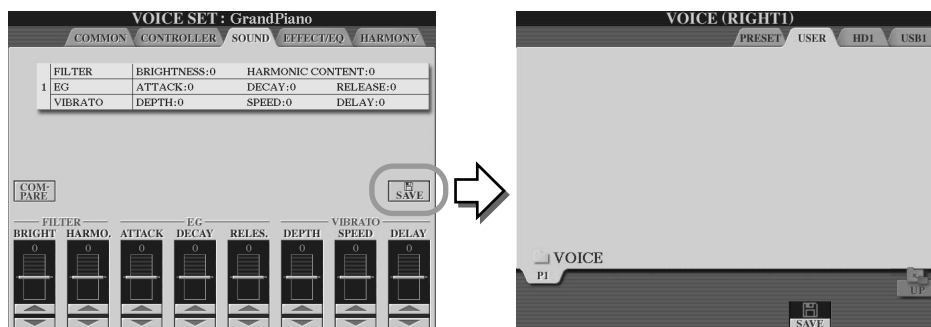 VOICE SET : GrandPiano
COMMON CONTROLLER SOUND EFFECT/EQ HARMONY
FILTER BRIGHTNESS:0 HARMONIC CONTENT:0
1 EG ATTACK:0 DECAY:0 RELEASE:0
VIBRATO DEPTH:0 SPEED:0 DELAY:0
COM-
PARE
SAVE
FILTER EG VIBRATO
BRIGHT HARMO. ATTACK DECAY RELES. DEPTH SPEED DELAY
0 0 0 0 0 0 0 0
VOICE (RIGHT1)
PRESET USER HD1 USB1
VOICE
P1
UP
SAVE